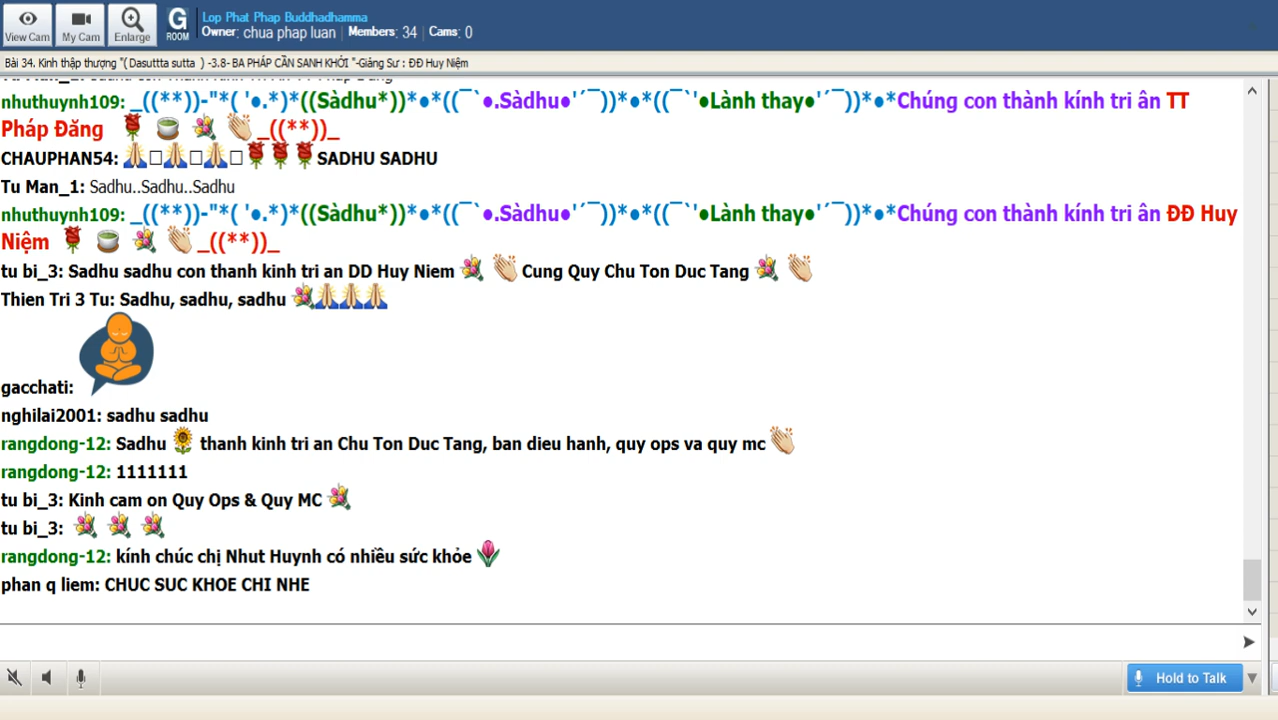 View Cam
My Cam
Enlarge
G
ROOM
Lop Phat Phap Buddhadhamma
Owner: chua phap luan | Members: 34 | Cams: 0
Bài 34. Kinh thập thượng "( Dasuttta sutta ) -3.8- BA PHÁP CẦN SANH KHỞI "-Giảng Sư : ĐĐ Huy Niệm
nhuthuynh109: _((**))-"*( '●.*)*((Sàdhu*))*●*((¯`●.Sàdhu●'´¯))*●*((¯`'●Lành thay●'´¯))*●*Chúng con thành kính tri ân TT
Pháp Đăng 🌹 🍵 💐 👏 _((**))_
CHAUPHAN54: 🙏□🙏□🙏□🌹🌹🌹SADHU SADHU
Tu Man_1: Sadhu..Sadhu..Sadhu
nhuthuynh109: _((**))-"*( '●.*)*((Sàdhu*))*●*((¯`●.Sàdhu●'´¯))*●*((¯`'●Lành thay●'´¯))*●*Chúng con thành kính tri ân ĐĐ Huy
Niệm 🌹 🍵 💐 👏 _((**))_
tu bi_3: Sadhu sadhu con thanh kinh tri an DD Huy Niem 💐 👏 Cung Quy Chu Ton Duc Tang 💐 👏
Thien Tri 3 Tu: Sadhu, sadhu, sadhu 💐🙏🙏🙏
gacchati:
nghilai2001: sadhu sadhu
rangdong-12: Sadhu 🌻 thanh kinh tri an Chu Ton Duc Tang, ban dieu hanh, quy ops va quy mc 👏
rangdong-12: 1111111
tu bi_3: Kinh cam on Quy Ops & Quy MC 💐
tu bi_3: 💐 💐 💐
rangdong-12: kính chúc chị Nhut Huynh có nhiều sức khỏe 🌷
phan q liem: CHUC SUC KHOE CHI NHE
Hold to Talk